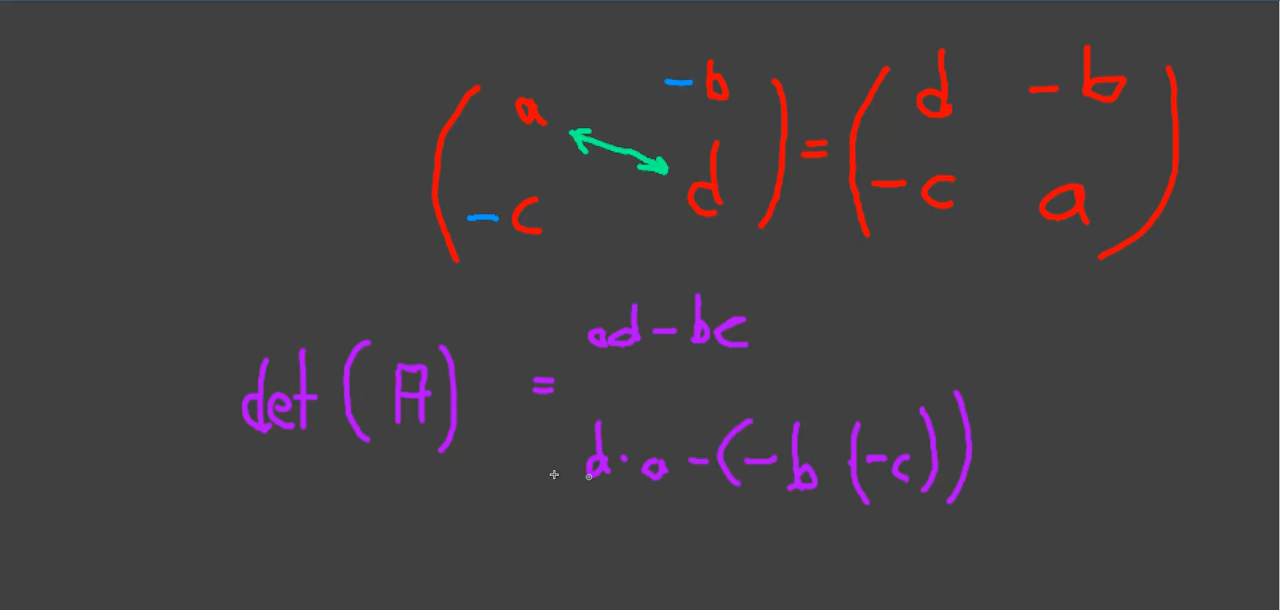 ( a -b ) = ( d -b )
( -c d ) ( -c a )
ad - bc
det ( A ) =
d · a - ( - b ( - c ) )